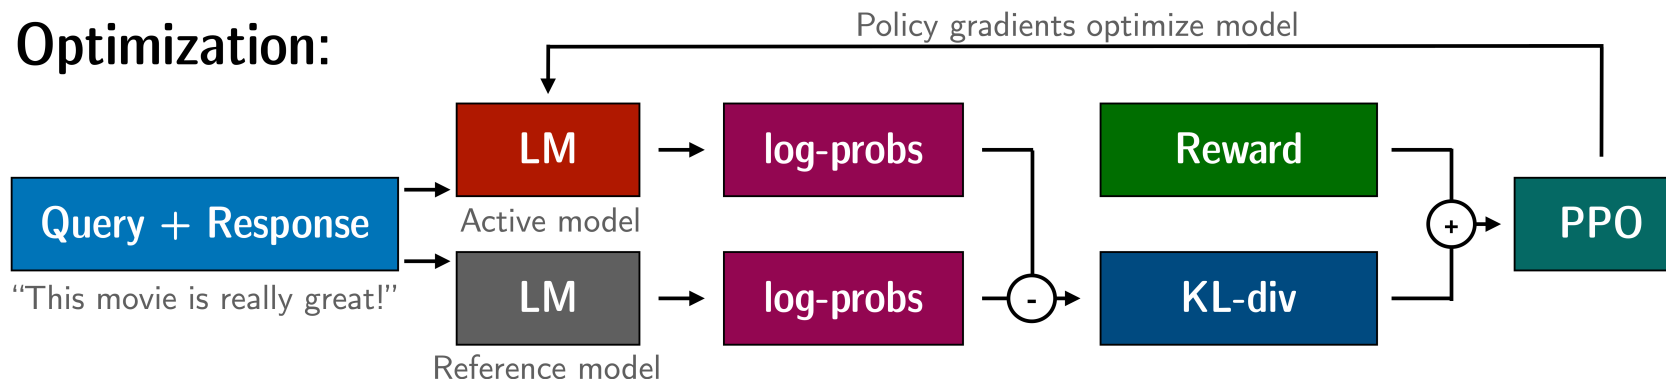 Optimization:
Policy gradients optimize model
LM
log-probs
Reward
Active model
Query + Response
“This movie is really great!”
+
PPO
LM
log-probs
-
KL-div
Reference model